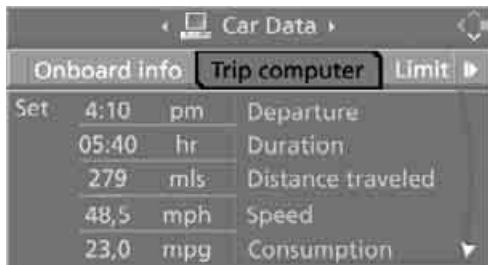 Car Data
Onboard info Trip computer Limit
Set 4:10 pm Departure
05:40 hr Duration
279 mls Distance traveled
48,5 mph Speed
23,0 mpg Consumption